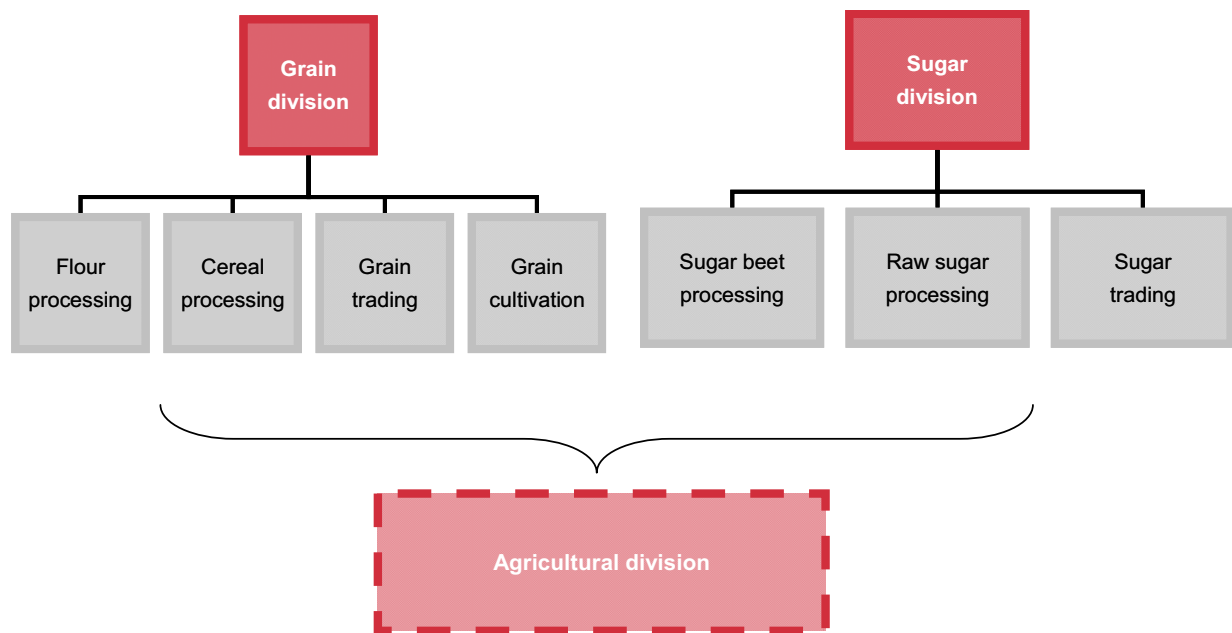 Grain
division
Sugar
division
Flour
processing
Cereal
processing
Grain
trading
Grain
cultivation
Sugar beet
processing
Raw sugar
processing
Sugar
trading
Agricultural division